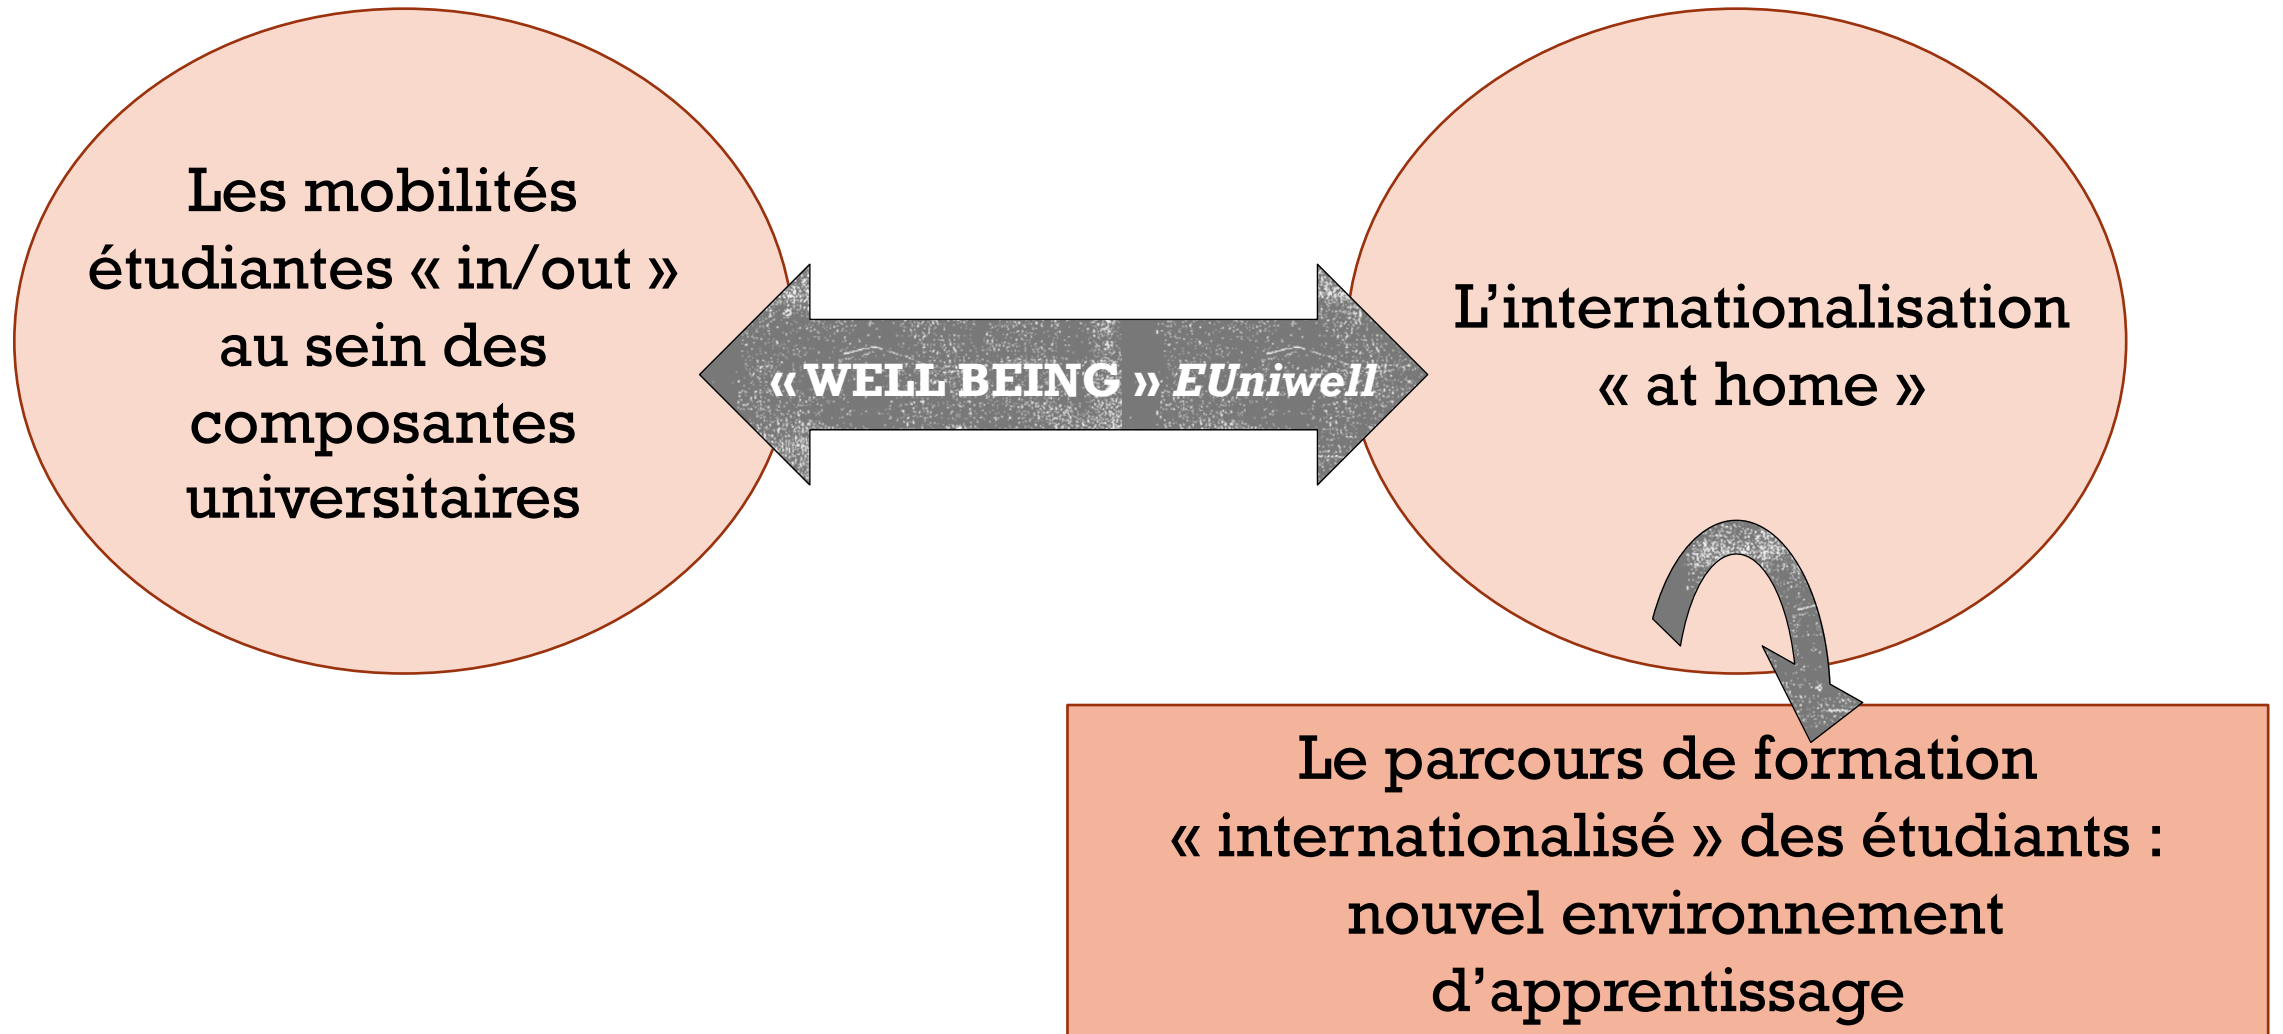 Les mobilités
étudiantes « in/out »
au sein des
composantes
universitaires
« WELL BEING » EUniwell
L’internationalisation
« at home »
Le parcours de formation
« internationalisé » des étudiants :
nouvel environnement
d’apprentissage